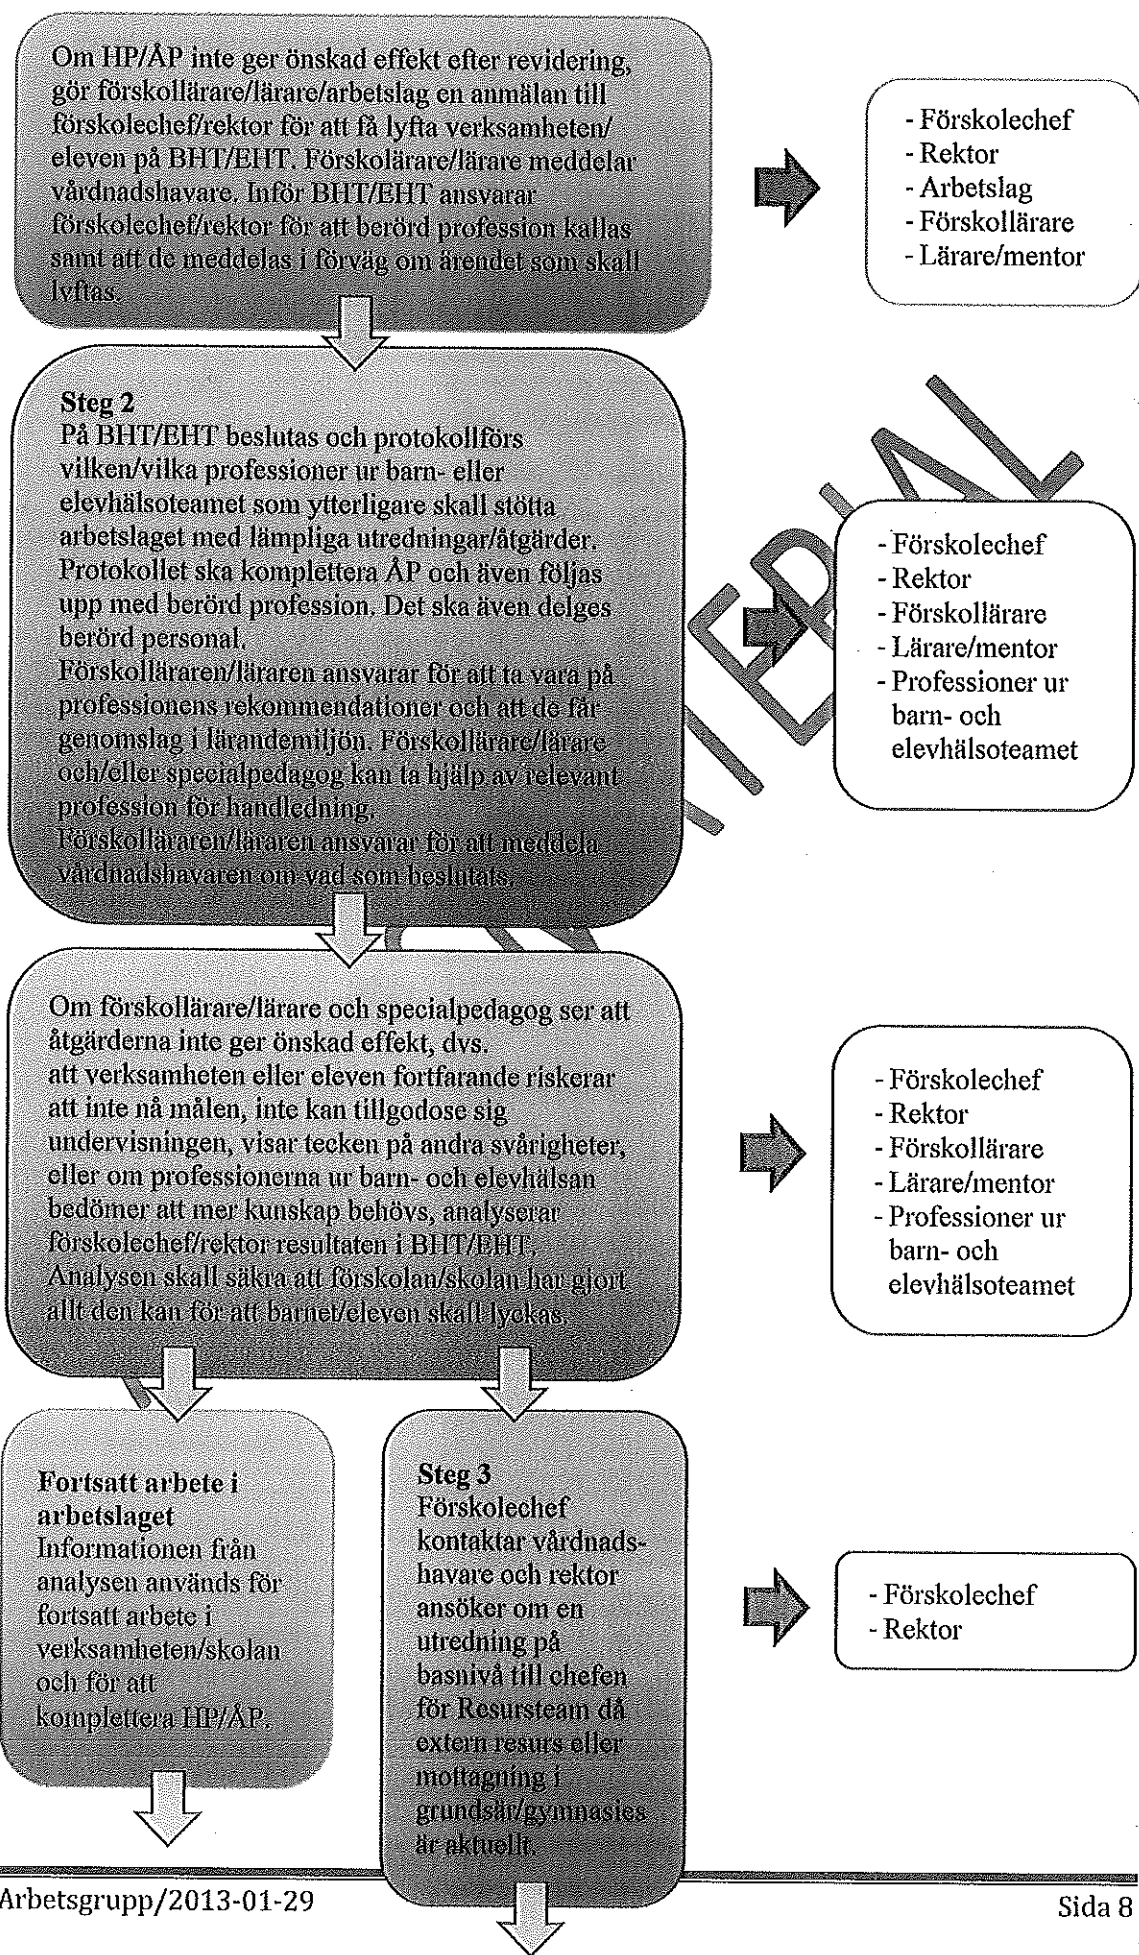 Om HP/ÅP inte ger önskad effekt efter revidering,
gör förskollärare/lärare/arbetslag en anmälan till
förskolechef/rektor för att få lyfta verksamheten/
eleven på BHT/EHT. Förskolärare/lärare meddelar
vårdnadshavare. Inför BHT/EHT ansvarar
förskolechef/rektor för att berörd profession kallas
samt att de meddelas i förväg om ärendet som skall
lyftas.
- Förskolechef
- Rektor
- Arbetslag
- Förskollärare
- Lärare/mentor
Steg 2
På BHT/EHT beslutas och protokollförs
vilken/vilka professioner ur barn- eller
elevhälsoteamet som ytterligare skall stötta
arbetslaget med lämpliga utredningar/åtgärder.
Protokollet ska komplettera ÅP och även följas
upp med berörd profession. Det ska även delges
berörd personal.
Förskolläraren/läraren ansvarar för att ta vara på
professionens rekommendationer och att de får
genomslag i lärandemiljön. Förskollärare/lärare
och/eller specialpedagog kan ta hjälp av relevant
profession för handledning.
Förskolläraren/läraren ansvarar för att meddela
vårdnadshavaren om vad som beslutats.
- Förskolechef
- Rektor
- Förskollärare
- Lärare/mentor
- Professioner ur
barn- och
elevhälsoteamet
Om förskollärare/lärare och specialpedagog ser att
åtgärderna inte ger önskad effekt, dvs.
att verksamheten eller eleven fortfarande riskerar
att inte nå målen, inte kan tillgodose sig
undervisningen, visar tecken på andra svårigheter,
eller om professionerna ur barn- och elevhälsan
bedömer att mer kunskap behövs, analyserar
förskolechef/rektor resultaten i BHT/EHT.
Analysen skall säkra att förskolan/skolan har gjort
allt den kan för att barnet/eleven skall lyckas.
- Förskolechef
- Rektor
- Förskollärare
- Lärare/mentor
- Professioner ur
barn- och
elevhälsoteamet
Fortsatt arbete i
arbetslaget
Informationen från
analysen används för
fortsatt arbete i
verksamheten/skolan
och för att
komplettera HP/ÅP.
Steg 3
Förskolechef
kontaktar vårdnads-
havare och rektor
ansöker om en
utredning på
basnivå till chefen
för Resursteam då
extern resurs eller
mottagning i
grundsär/gymnasies
är aktuellt.
- Förskolechef
- Rektor
Arbetsgrupp/2013-01-29
Sida 8